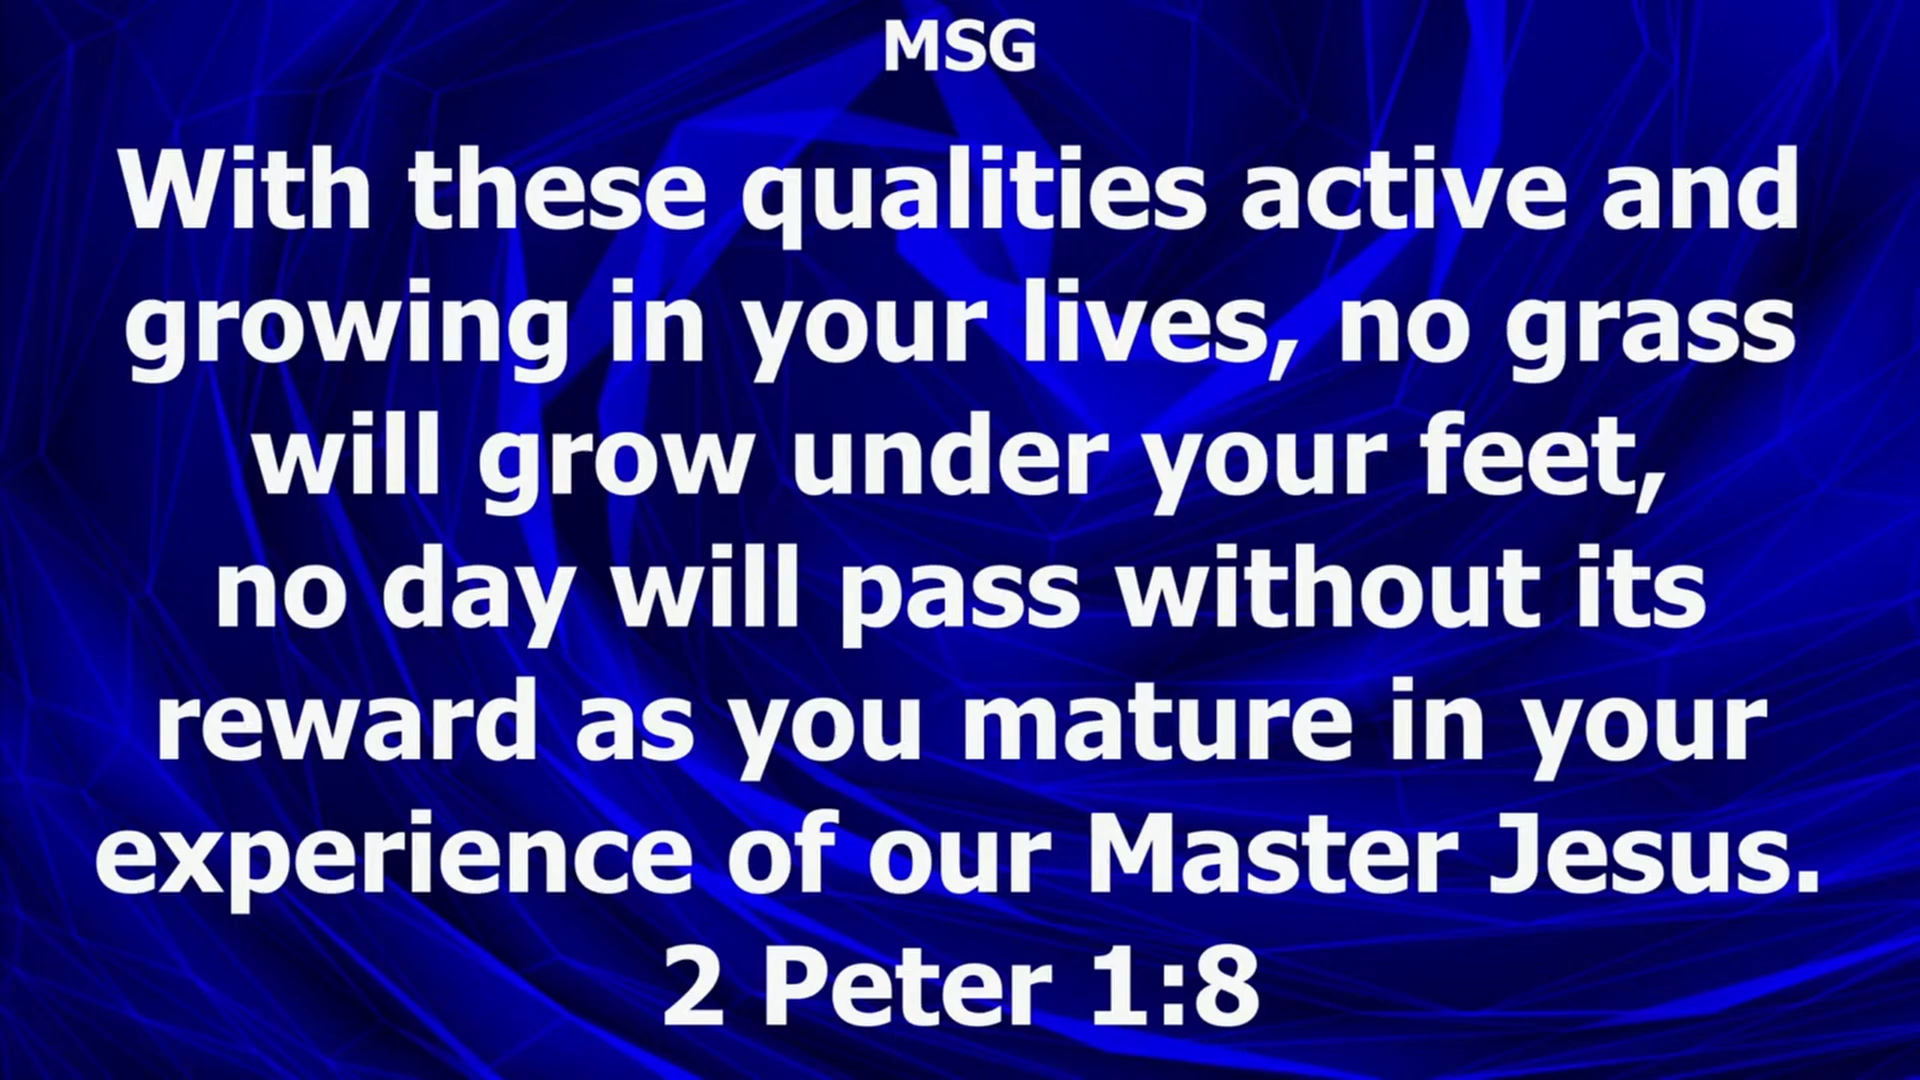 MSG
With these qualities active and
growing in your lives, no grass
will grow under your feet,
no day will pass without its
reward as you mature in your
experience of our Master Jesus.
2 Peter 1:8